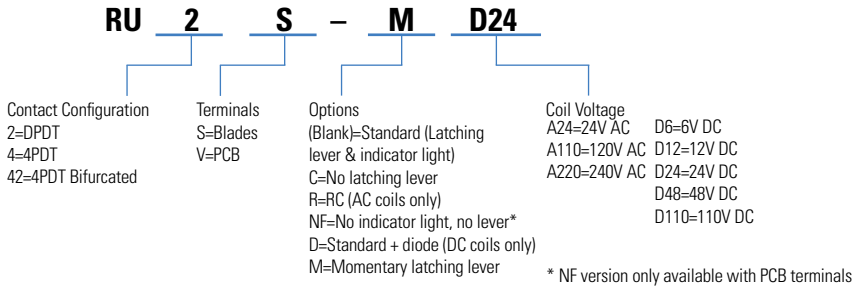 RU 2 S – M D24
Contact Configuration
2=DPDT
4=4PDT
42=4PDT Bifurcated
Terminals
S=Blades
V=PCB
Options
(Blank)=Standard (Latching
lever & indicator light)
C=No latching lever
R=RC (AC coils only)
NF=No indicator light, no lever*
D=Standard + diode (DC coils only)
M=Momentary latching lever
Coil Voltage
A24=24V AC
A110=120V AC
A220=240V AC
D6=6V DC
D12=12V DC
D24=24V DC
D48=48V DC
D110=110V DC
* NF version only available with PCB terminals